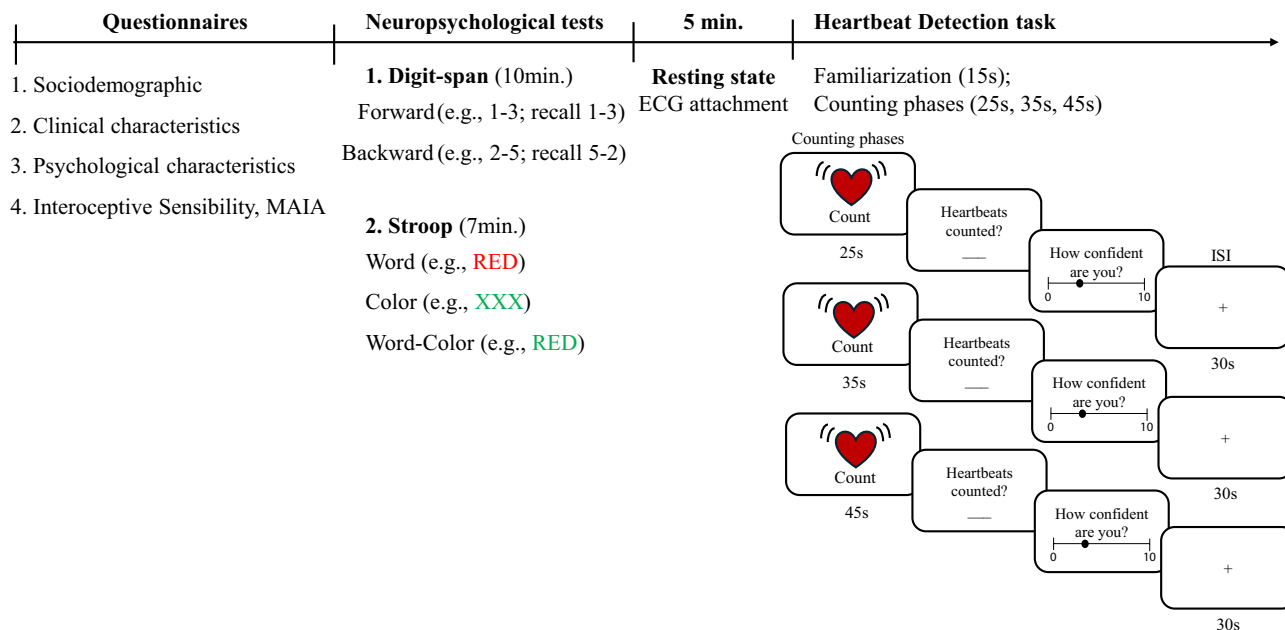 Questionnaires
Neuropsychological tests
5 min.
Heartbeat Detection task
1. Sociodemographic
2. Clinical characteristics
3. Psychological characteristics
4. Interoceptive Sensibility, MAIA
1. Digit-span (10min.)
Forward (e.g., 1-3; recall 1-3)
Backward (e.g., 2-5; recall 5-2)
2. Stroop (7min.)
Word (e.g., RED)
Color (e.g., XXX)
Word-Color (e.g., RED)
Resting state
ECG attachment
Familiarization (15s);
Counting phases (25s, 35s, 45s)
Counting phases
Count
25s
Heartbeats
counted?
___
How confident
are you?
0 10
ISI
+
30s
Count
35s
Heartbeats
counted?
___
How confident
are you?
0 10
+
30s
Count
45s
Heartbeats
counted?
___
How confident
are you?
0 10
+
30s